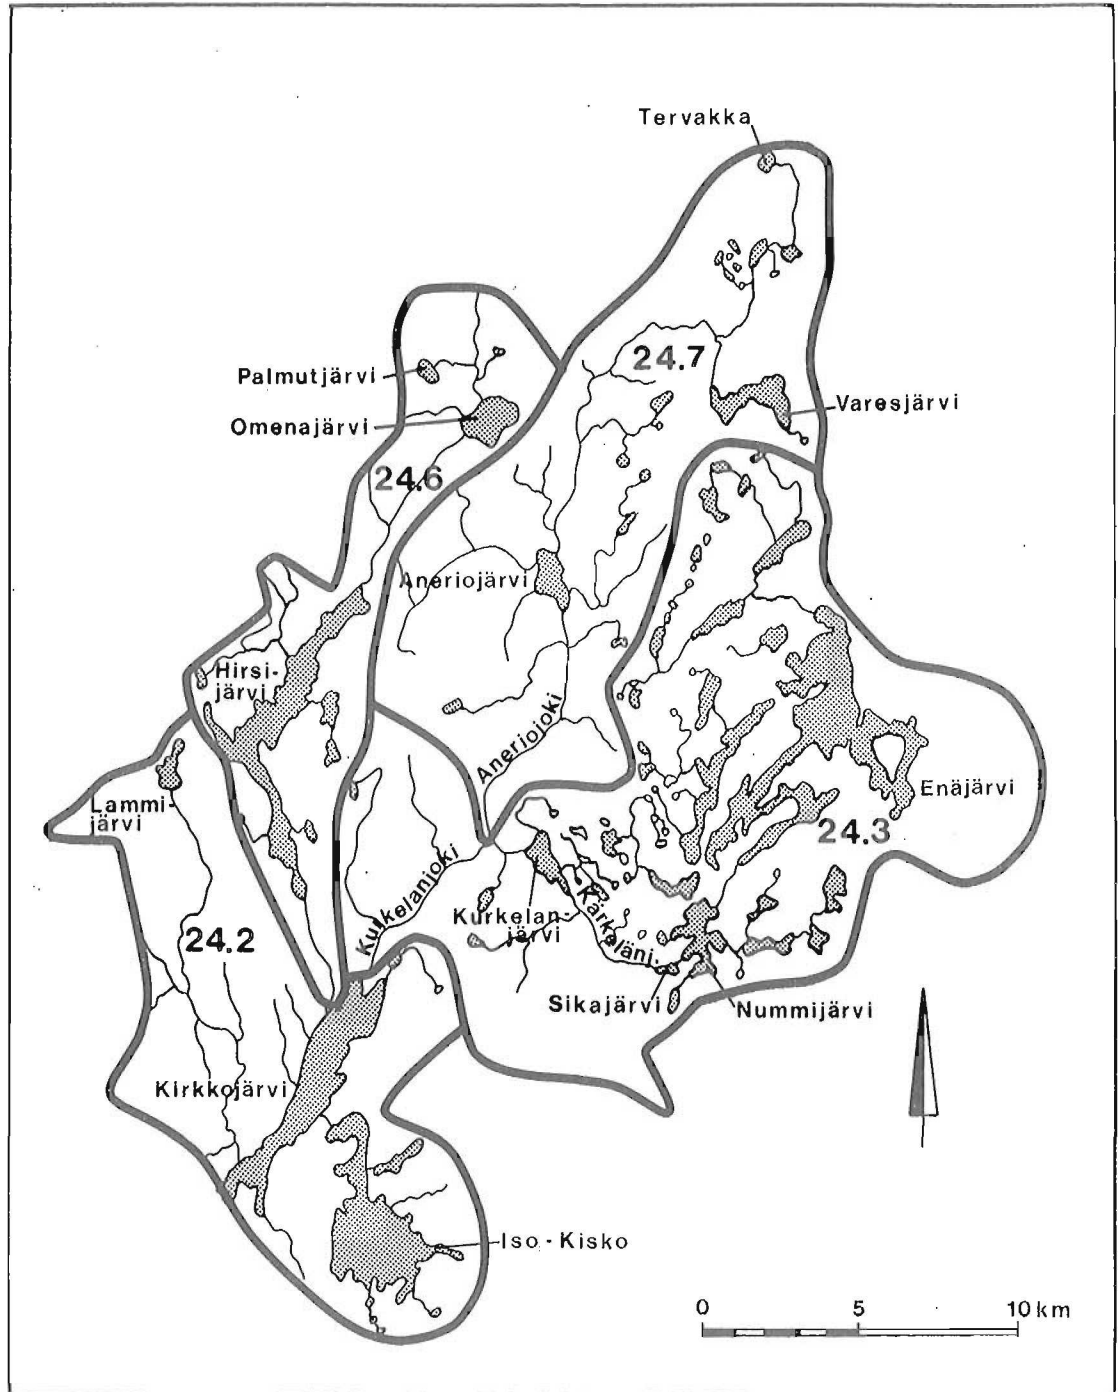 Tervakka
24.7
Palmutjärvi
Varesjärvi
Omenajärvi
24.6
Aneriojärvi
Hirsi-
järvi
Aneriojoki
Enäjärvi
Lammi-
järvi
24.3
Kurkelanjoki
Kurkelan-
järvi
Kärkelänj.
24.2
Sikajärvi
Nummijärvi
Kirkkojärvi
Iso-Kisko
0 5 10 km